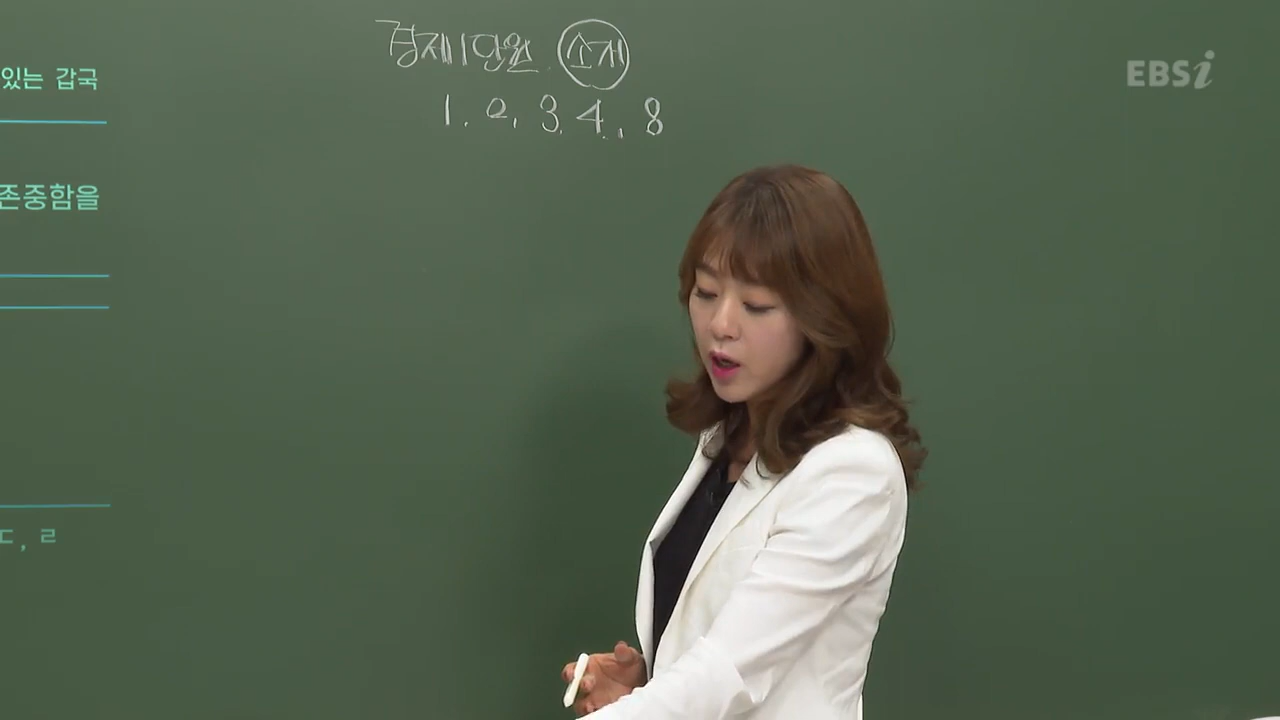 경제 1단원. 소재
1. 2. 3. 4., 8
EBSi
있는 갑국
존중함을
ㄷ, ㄹ